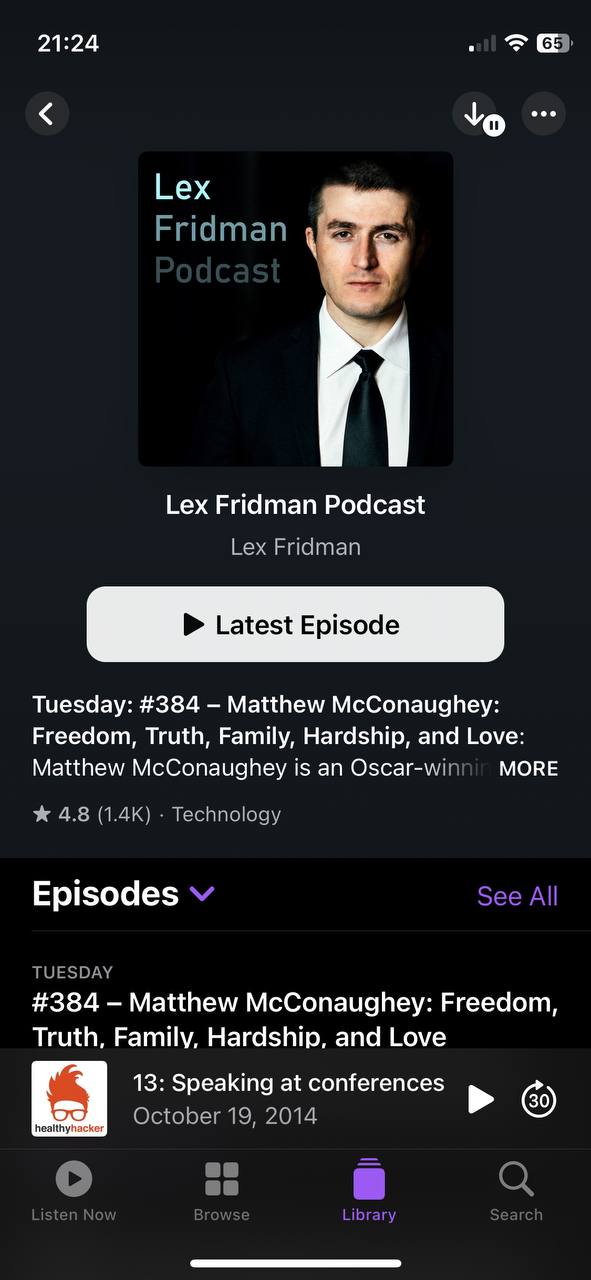 21:24
65
Lex
Fridman
Podcast
Lex Fridman Podcast
Lex Fridman
Latest Episode
Tuesday: #384 – Matthew McConaughey:
Freedom, Truth, Family, Hardship, and Love:
Matthew McConaughey is an Oscar-winnin MORE
4.8 (1.4K) · Technology
Episodes
See All
TUESDAY
#384 – Matthew McConaughey: Freedom,
Truth, Family, Hardship, and Love
healthyhacker
13: Speaking at conferences
October 19, 2014
30
Listen Now
Browse
Library
Search